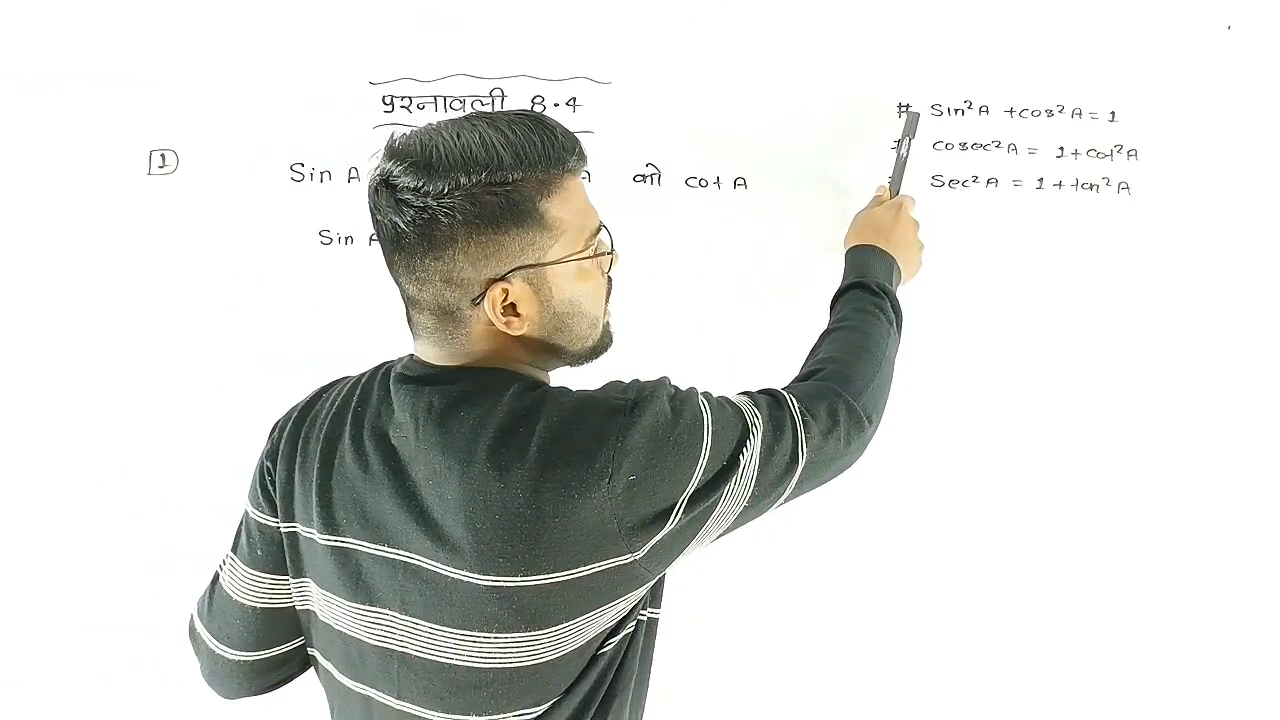 प्रश्नावली 8.4
1 Sin A A को cot A
Sin A
# Sin²A + cos²A = 1
cosec²A = 1 + cot²A
Sec²A = 1 + tan²A